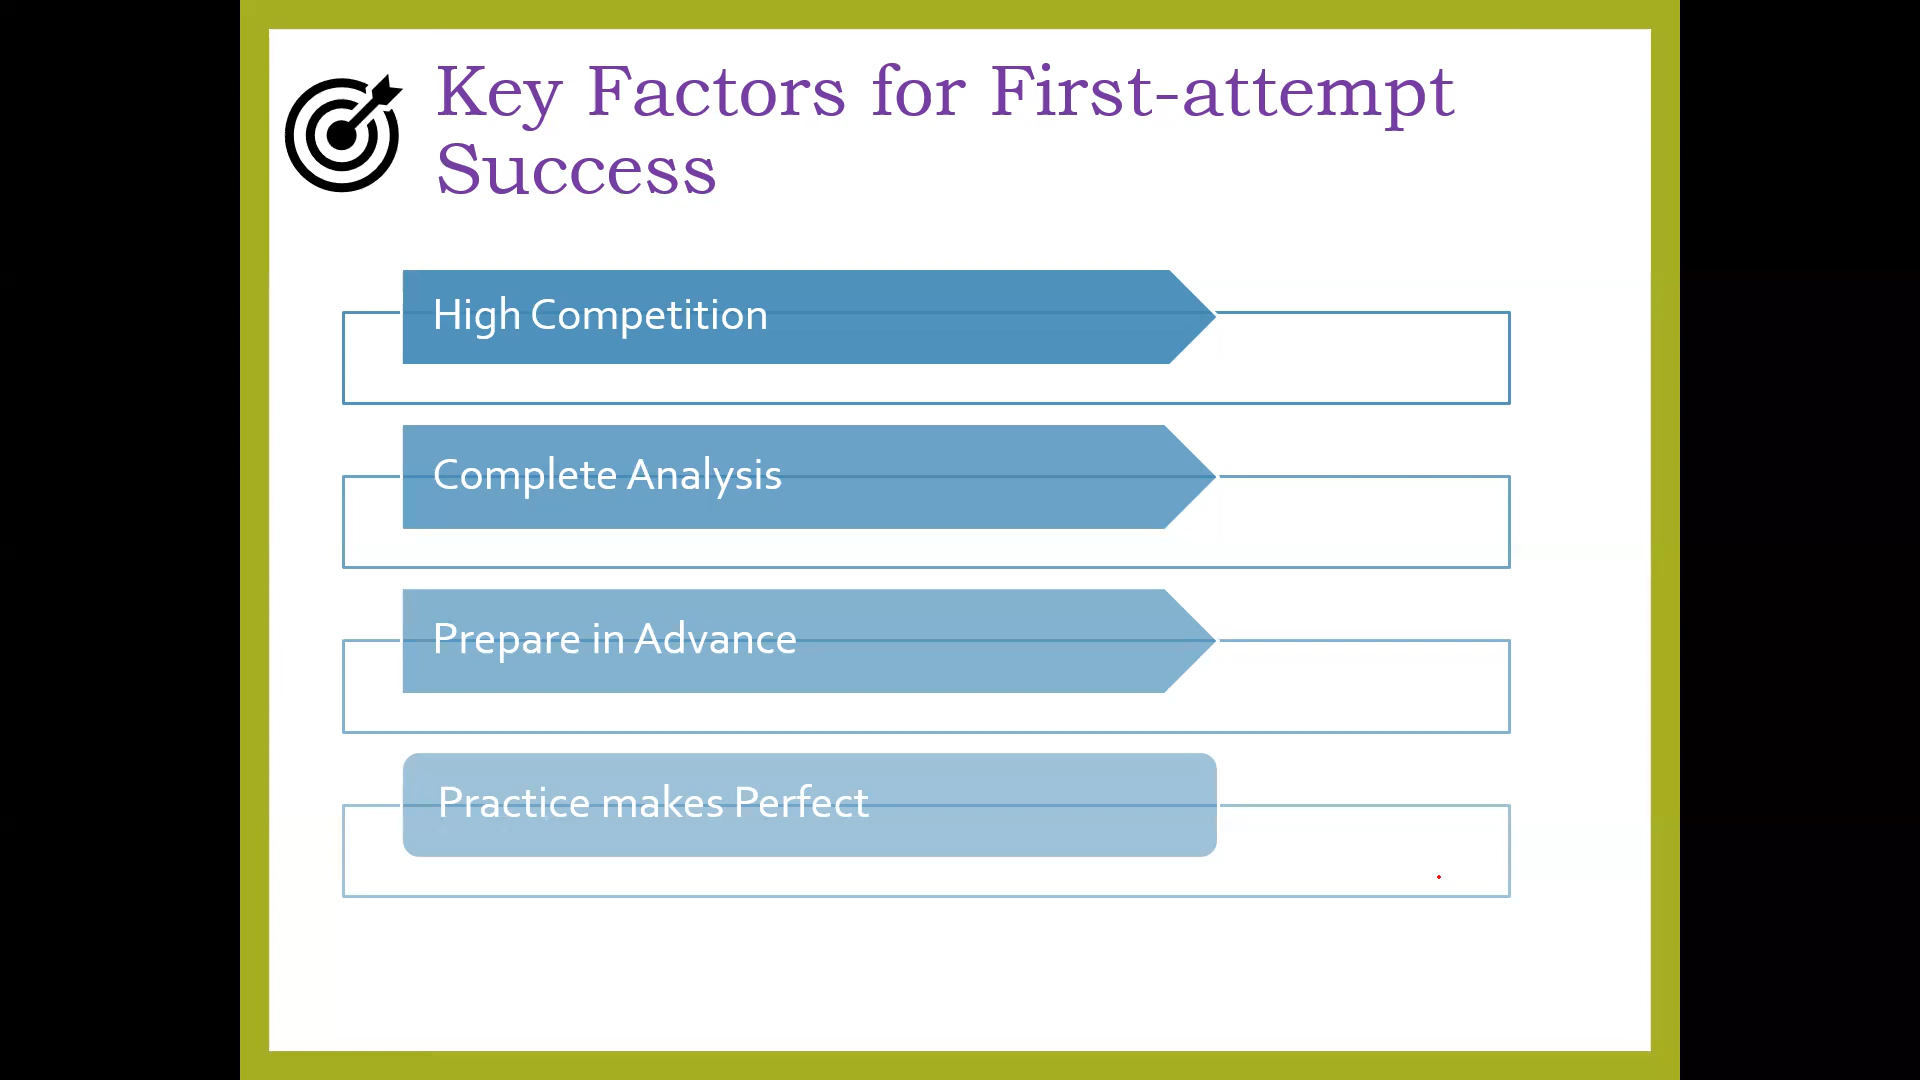 Key Factors for First-attempt
Success
High Competition
Complete Analysis
Prepare in Advance
Practice makes Perfect